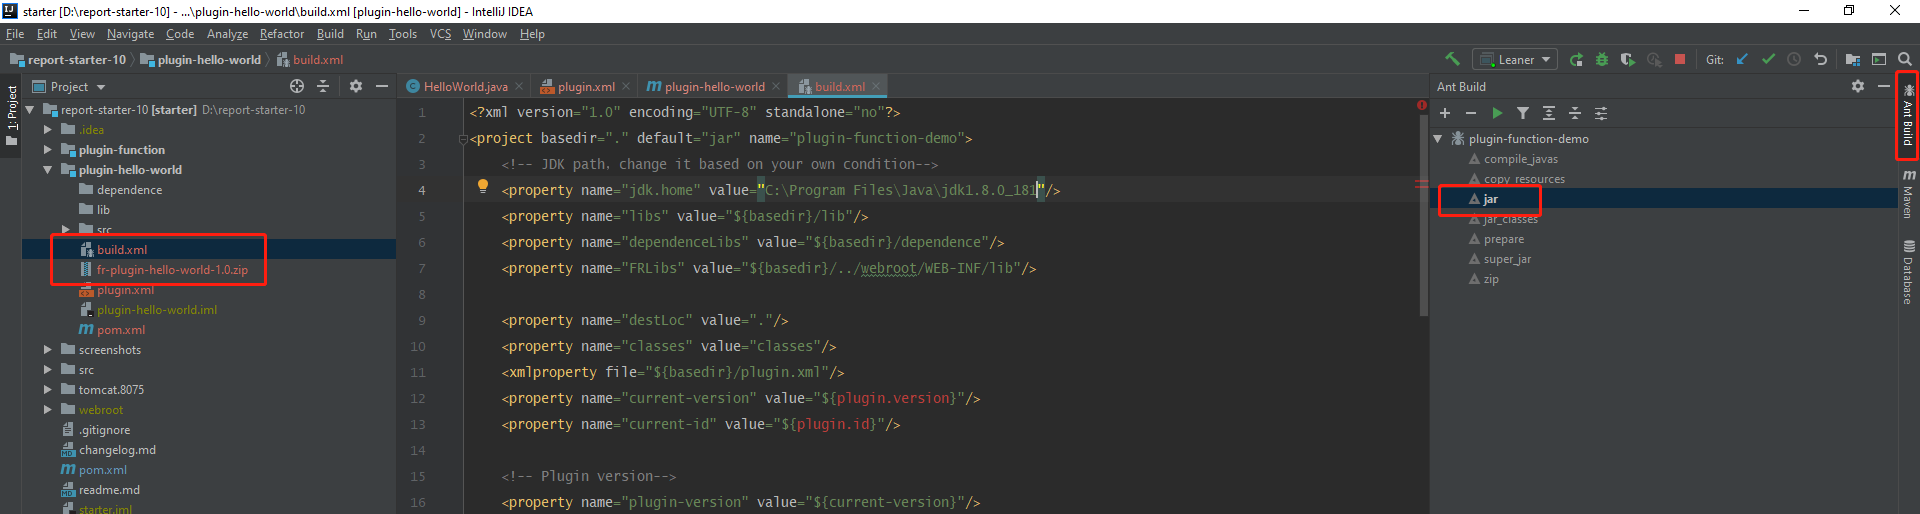 starter [D:\report-starter-10] - ...\plugin-hello-world\build.xml [plugin-hello-world] - IntelliJ IDEA
File Edit View Navigate Code Analyze Refactor Build Run Tools VCS Window Help
report-starter-10 plugin-hello-world build.xml
Leaner Git:
1: Project
Project
report-starter-10 [starter] D:\report-starter-10
.idea
plugin-function
plugin-hello-world
dependence
lib
src
build.xml
fr-plugin-hello-world-1.0.zip
plugin.xml
plugin-hello-world.iml
pom.xml
screenshots
src
tomcat.8075
webroot
.gitignore
changelog.md
pom.xml
readme.md
starter.iml
HelloWorld.java plugin.xml plugin-hello-world build.xml
1 <?xml version="1.0" encoding="UTF-8" standalone="no"?>
2 <project basedir="." default="jar" name="plugin-function-demo">
3 <!-- JDK path, change it based on your own condition-->
4 <property name="jdk.home" value="C:\Program Files\Java\jdk1.8.0_181"/>
5 <property name="libs" value="${basedir}/lib"/>
6 <property name="dependenceLibs" value="${basedir}/dependence"/>
7 <property name="FRLibs" value="${basedir}/../webroot/WEB-INF/lib"/>
8
9 <property name="destLoc" value="."/>
10 <property name="classes" value="classes"/>
11 <xmlproperty file="${basedir}/plugin.xml"/>
12 <property name="current-version" value="${plugin.version}"/>
13 <property name="current-id" value="${plugin.id}"/>
14
15 <!-- Plugin version-->
16 <property name="plugin-version" value="${current-version}"/>
Ant Build
plugin-function-demo
compile_javas
copy_resources
jar
jar_classes
prepare
super_jar
zip
Ant Build
Maven
Database